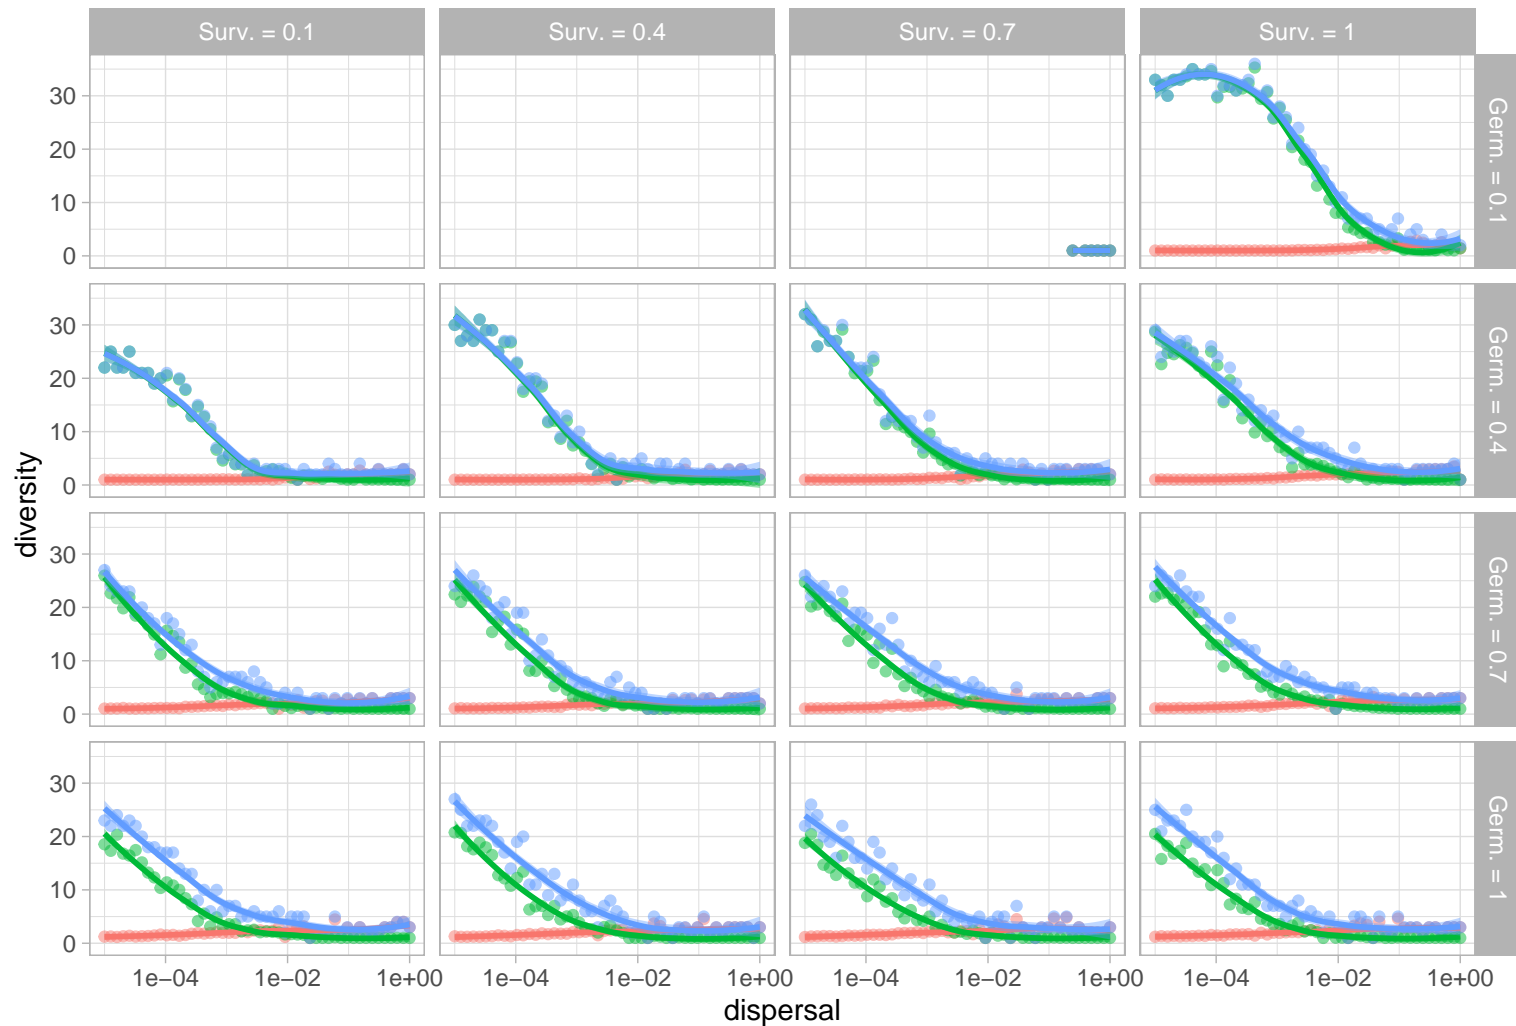 Surv. = 0.1
Surv. = 0.4
Surv. = 0.7
Surv. = 1
Germ. = 0.1
Germ. = 0.4
Germ. = 0.7
Germ. = 1
diversity
30
20
10
0
30
20
10
0
30
20
10
0
30
20
10
0
1e−04
1e−02
1e+00
1e−04
1e−02
1e+00
1e−04
1e−02
1e+00
1e−04
1e−02
1e+00
dispersal